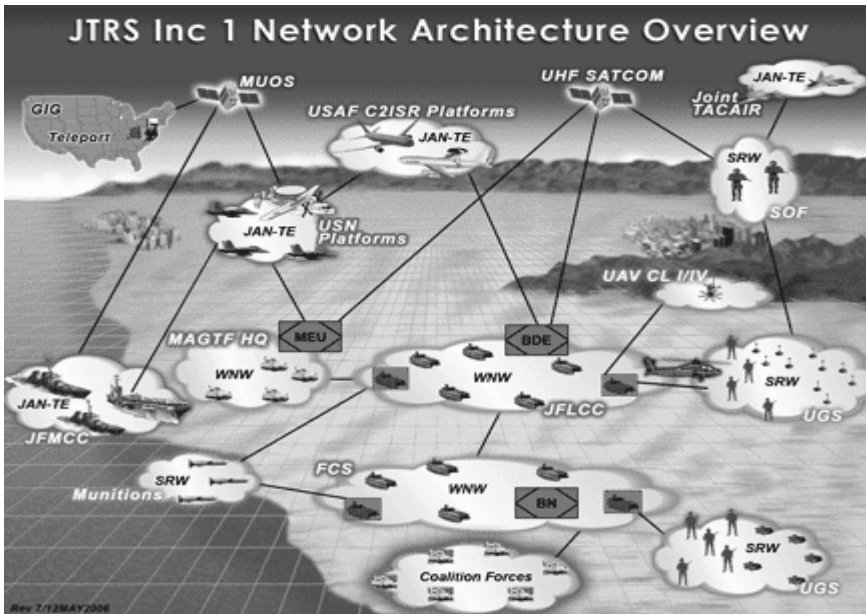 JTRS Inc 1 Network Architecture Overview
MUOS
UHF SATCOM
JAN-TE
Joint
TACAIR
GIG
Teleport
USAF C2ISR Platforms
JAN-TE
SRW
SOF
JAN-TE
USN
Platforms
UAV CL I/IV
MEU
BDE
MAGTF HQ
WNW
WNW
JFLCC
SRW
UGS
JAN-TE
JFMCC
FCS
SRW
Munitions
WNW
BN
SRW
UGS
Coalition Forces
Rev 7/12MAY2006